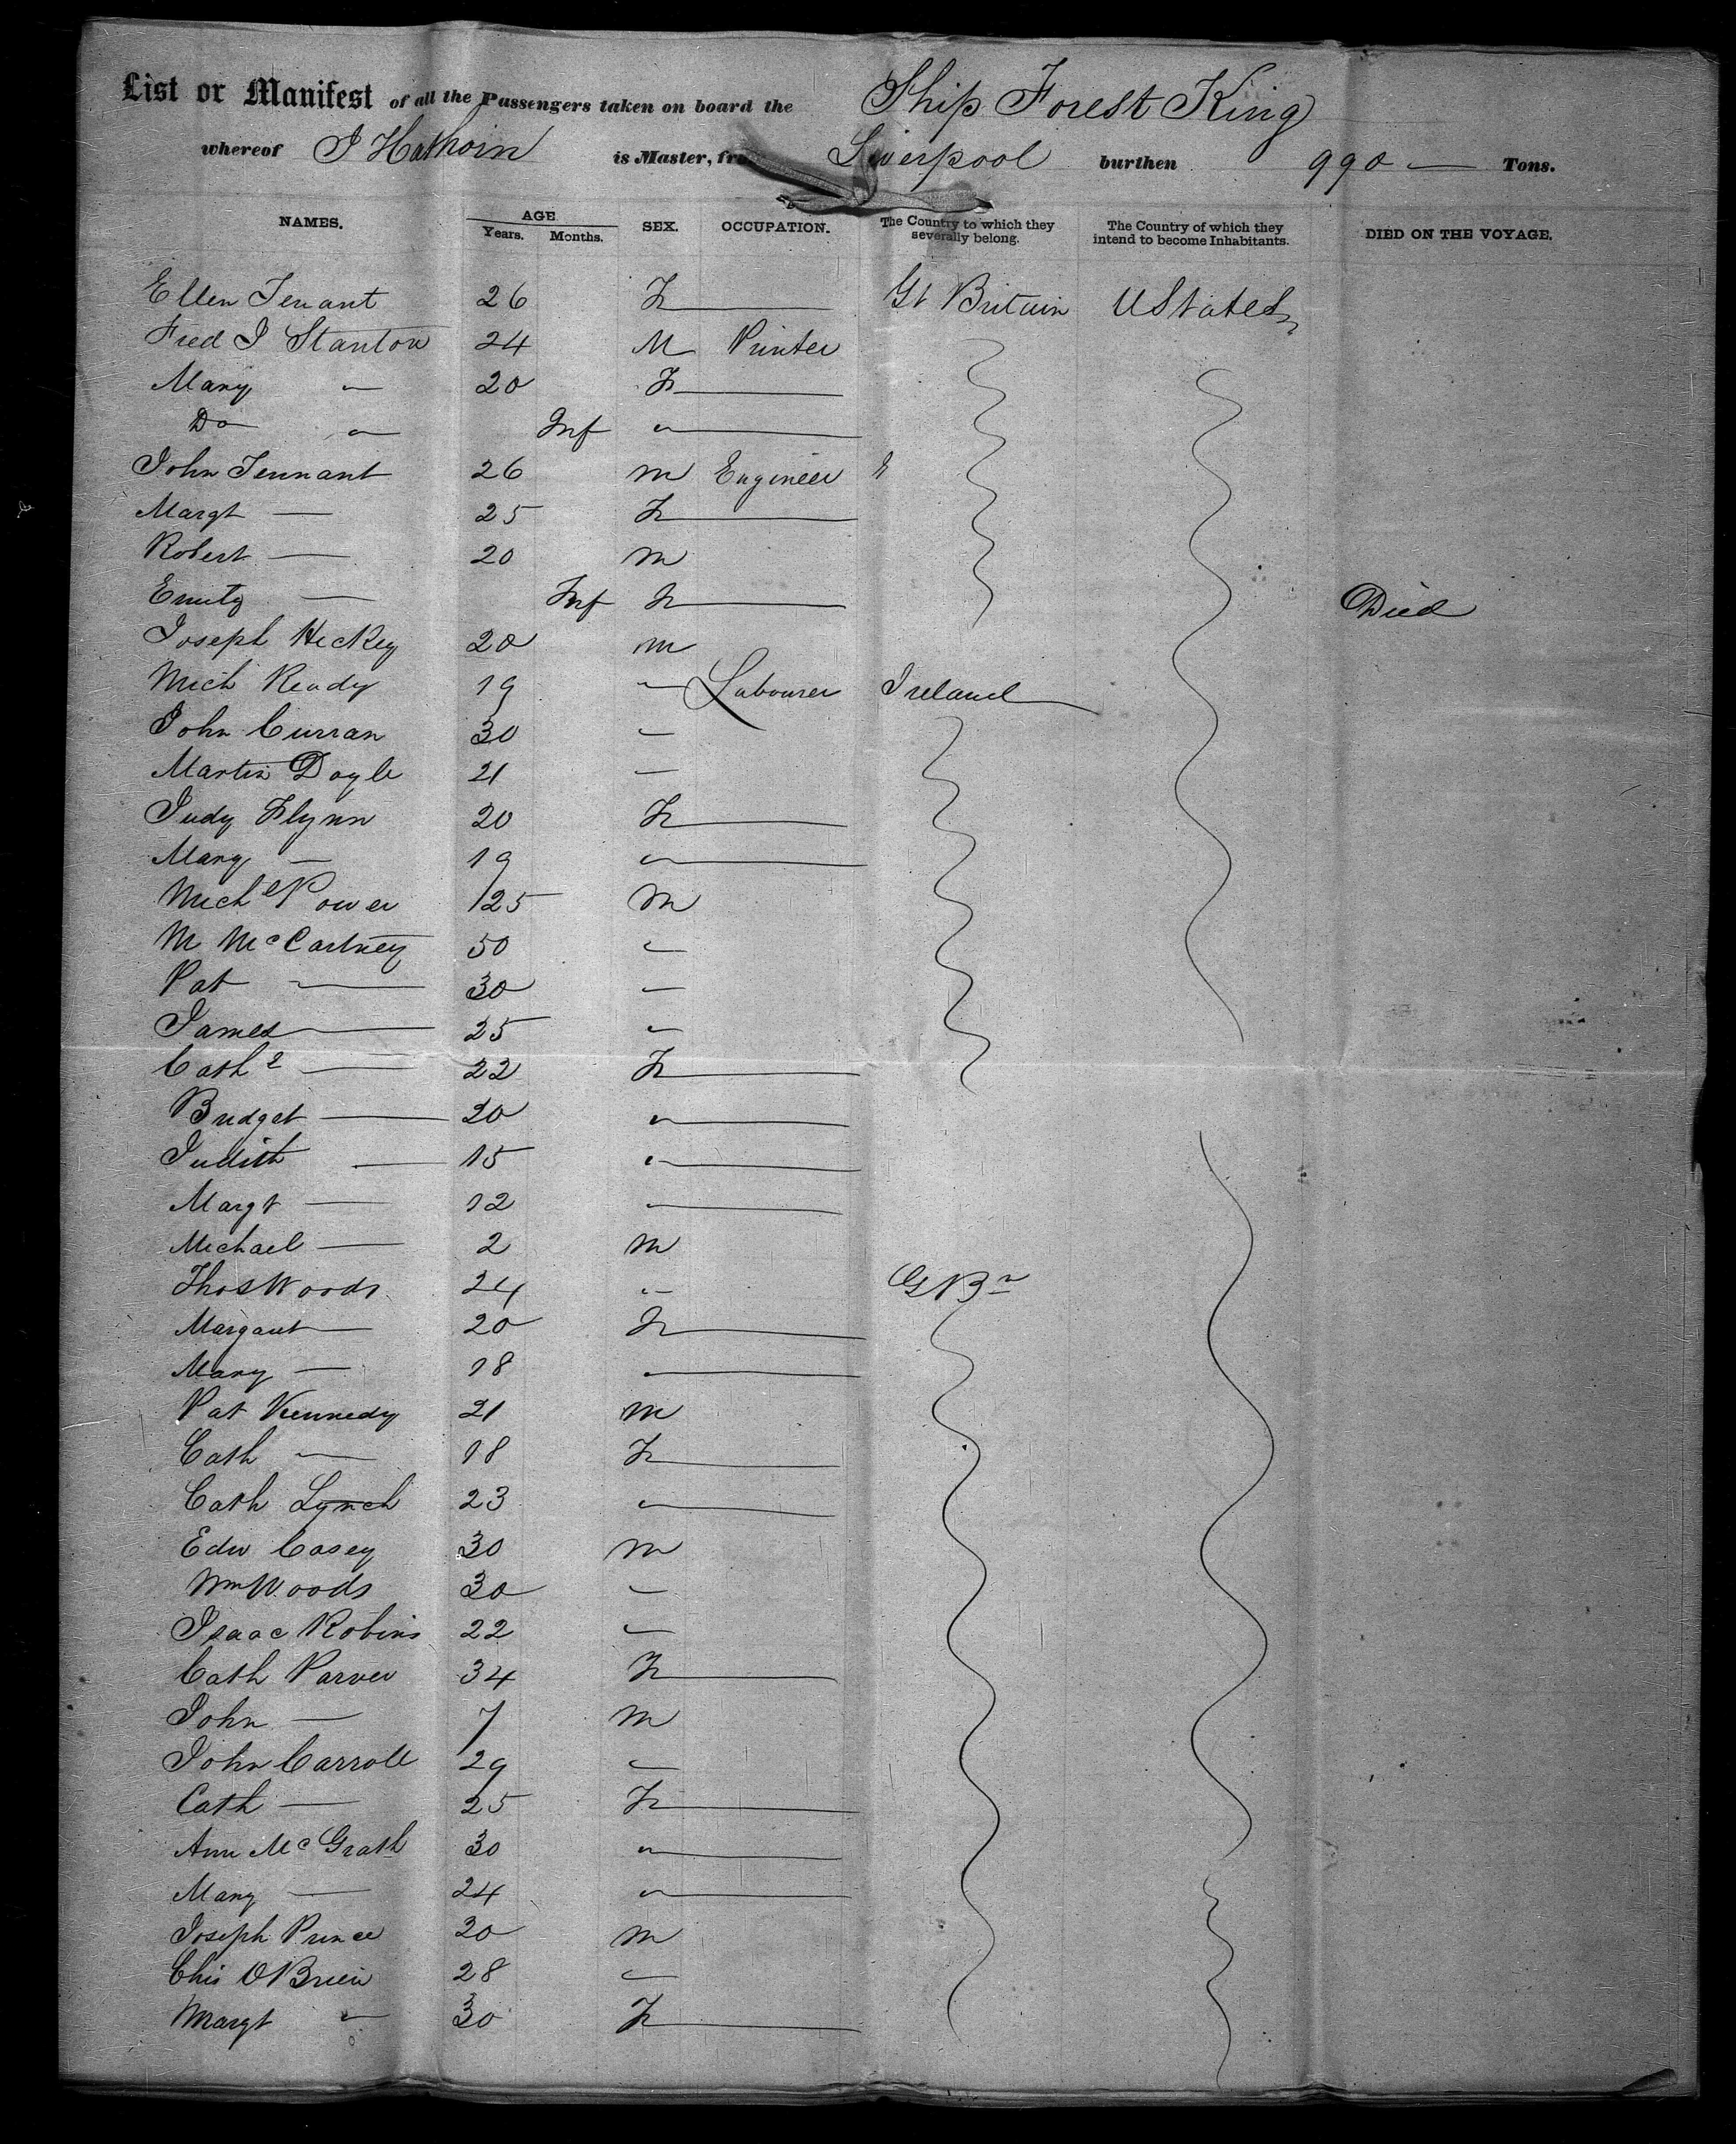 List or Manifest of all the Passengers taken on board the Ship Forest King
whereof J Hathorn is Master, from Liverpool burthen 990 — Tons.
NAMES. AGE Years. Months. SEX. OCCUPATION. The Country to which they severally belong. The Country of which they intend to become Inhabitants. DIED ON THE VOYAGE.
Ellen Tenant 26 F — Gt Britain U States
Fred J Stanton 24 M Printer
Mary " 20 F —
Do " Inf " —
John Tennant 26 m Engineer
Margt — 25 F —
Robert — 20 m
Emity — Inf F — Died
Joseph Hickey 20 m
Mich Ready 19 " Labourer Ireland
John Curran 30 "
Martin Doyle 21 "
Judy Flynn 20 F —
Mary — 19 " —
Michl Power 25 m
M McCartney 50 "
Pat — 30 "
James — 25 "
Cathe — 22 F —
Bridget — 20 " —
Judith — 15 " —
Margt — 12 " —
Michael — 2 m
Thos Woods 24 " G Bn
Margaret — 20 F —
Mary — 18 " —
Pat Kennedy 21 m
Cath — 18 F —
Cath Lynch 23 " —
Edw Casey 30 m
Wm Woods 30 "
Isaac Robins 22 "
Cath Parver 34 F —
John — 7 m
John Carroll 29 "
Cath — 25 F —
Ann McGrath 30 " —
Mary — 24 " —
Joseph Prince 20 m
Chis O Brien 28 "
Margt " 30 F —